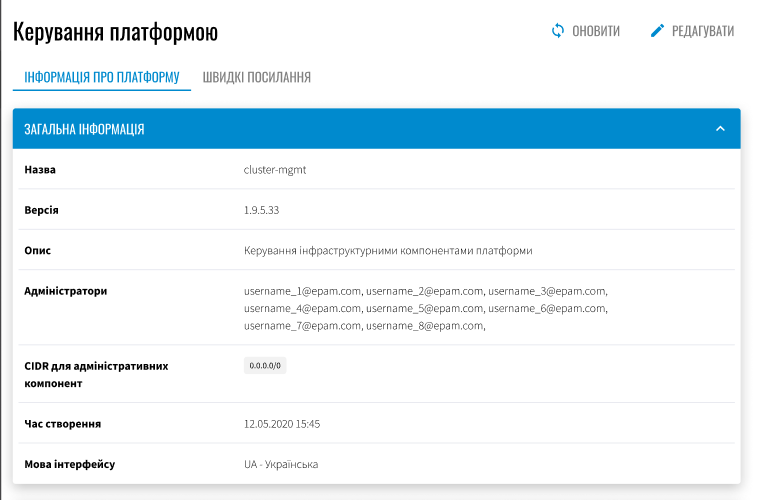 Керування платформою
ОНОВИТИ
РЕДАГУВАТИ
ІНФОРМАЦІЯ ПРО ПЛАТФОРМУ
ШВИДКІ ПОСИЛАННЯ
ЗАГАЛЬНА ІНФОРМАЦІЯ
Назва
cluster-mgmt
Версія
1.9.5.33
Опис
Керування інфраструктурними компонентами платформи
Адміністратори
username_1@epam.com, username_2@epam.com, username_3@epam.com,
username_4@epam.com, username_5@epam.com, username_6@epam.com,
username_7@epam.com, username_8@epam.com,
CIDR для адміністративних
компонент
0.0.0.0/0
Час створення
12.05.2020 15:45
Мова інтерфейсу
UA - Українська